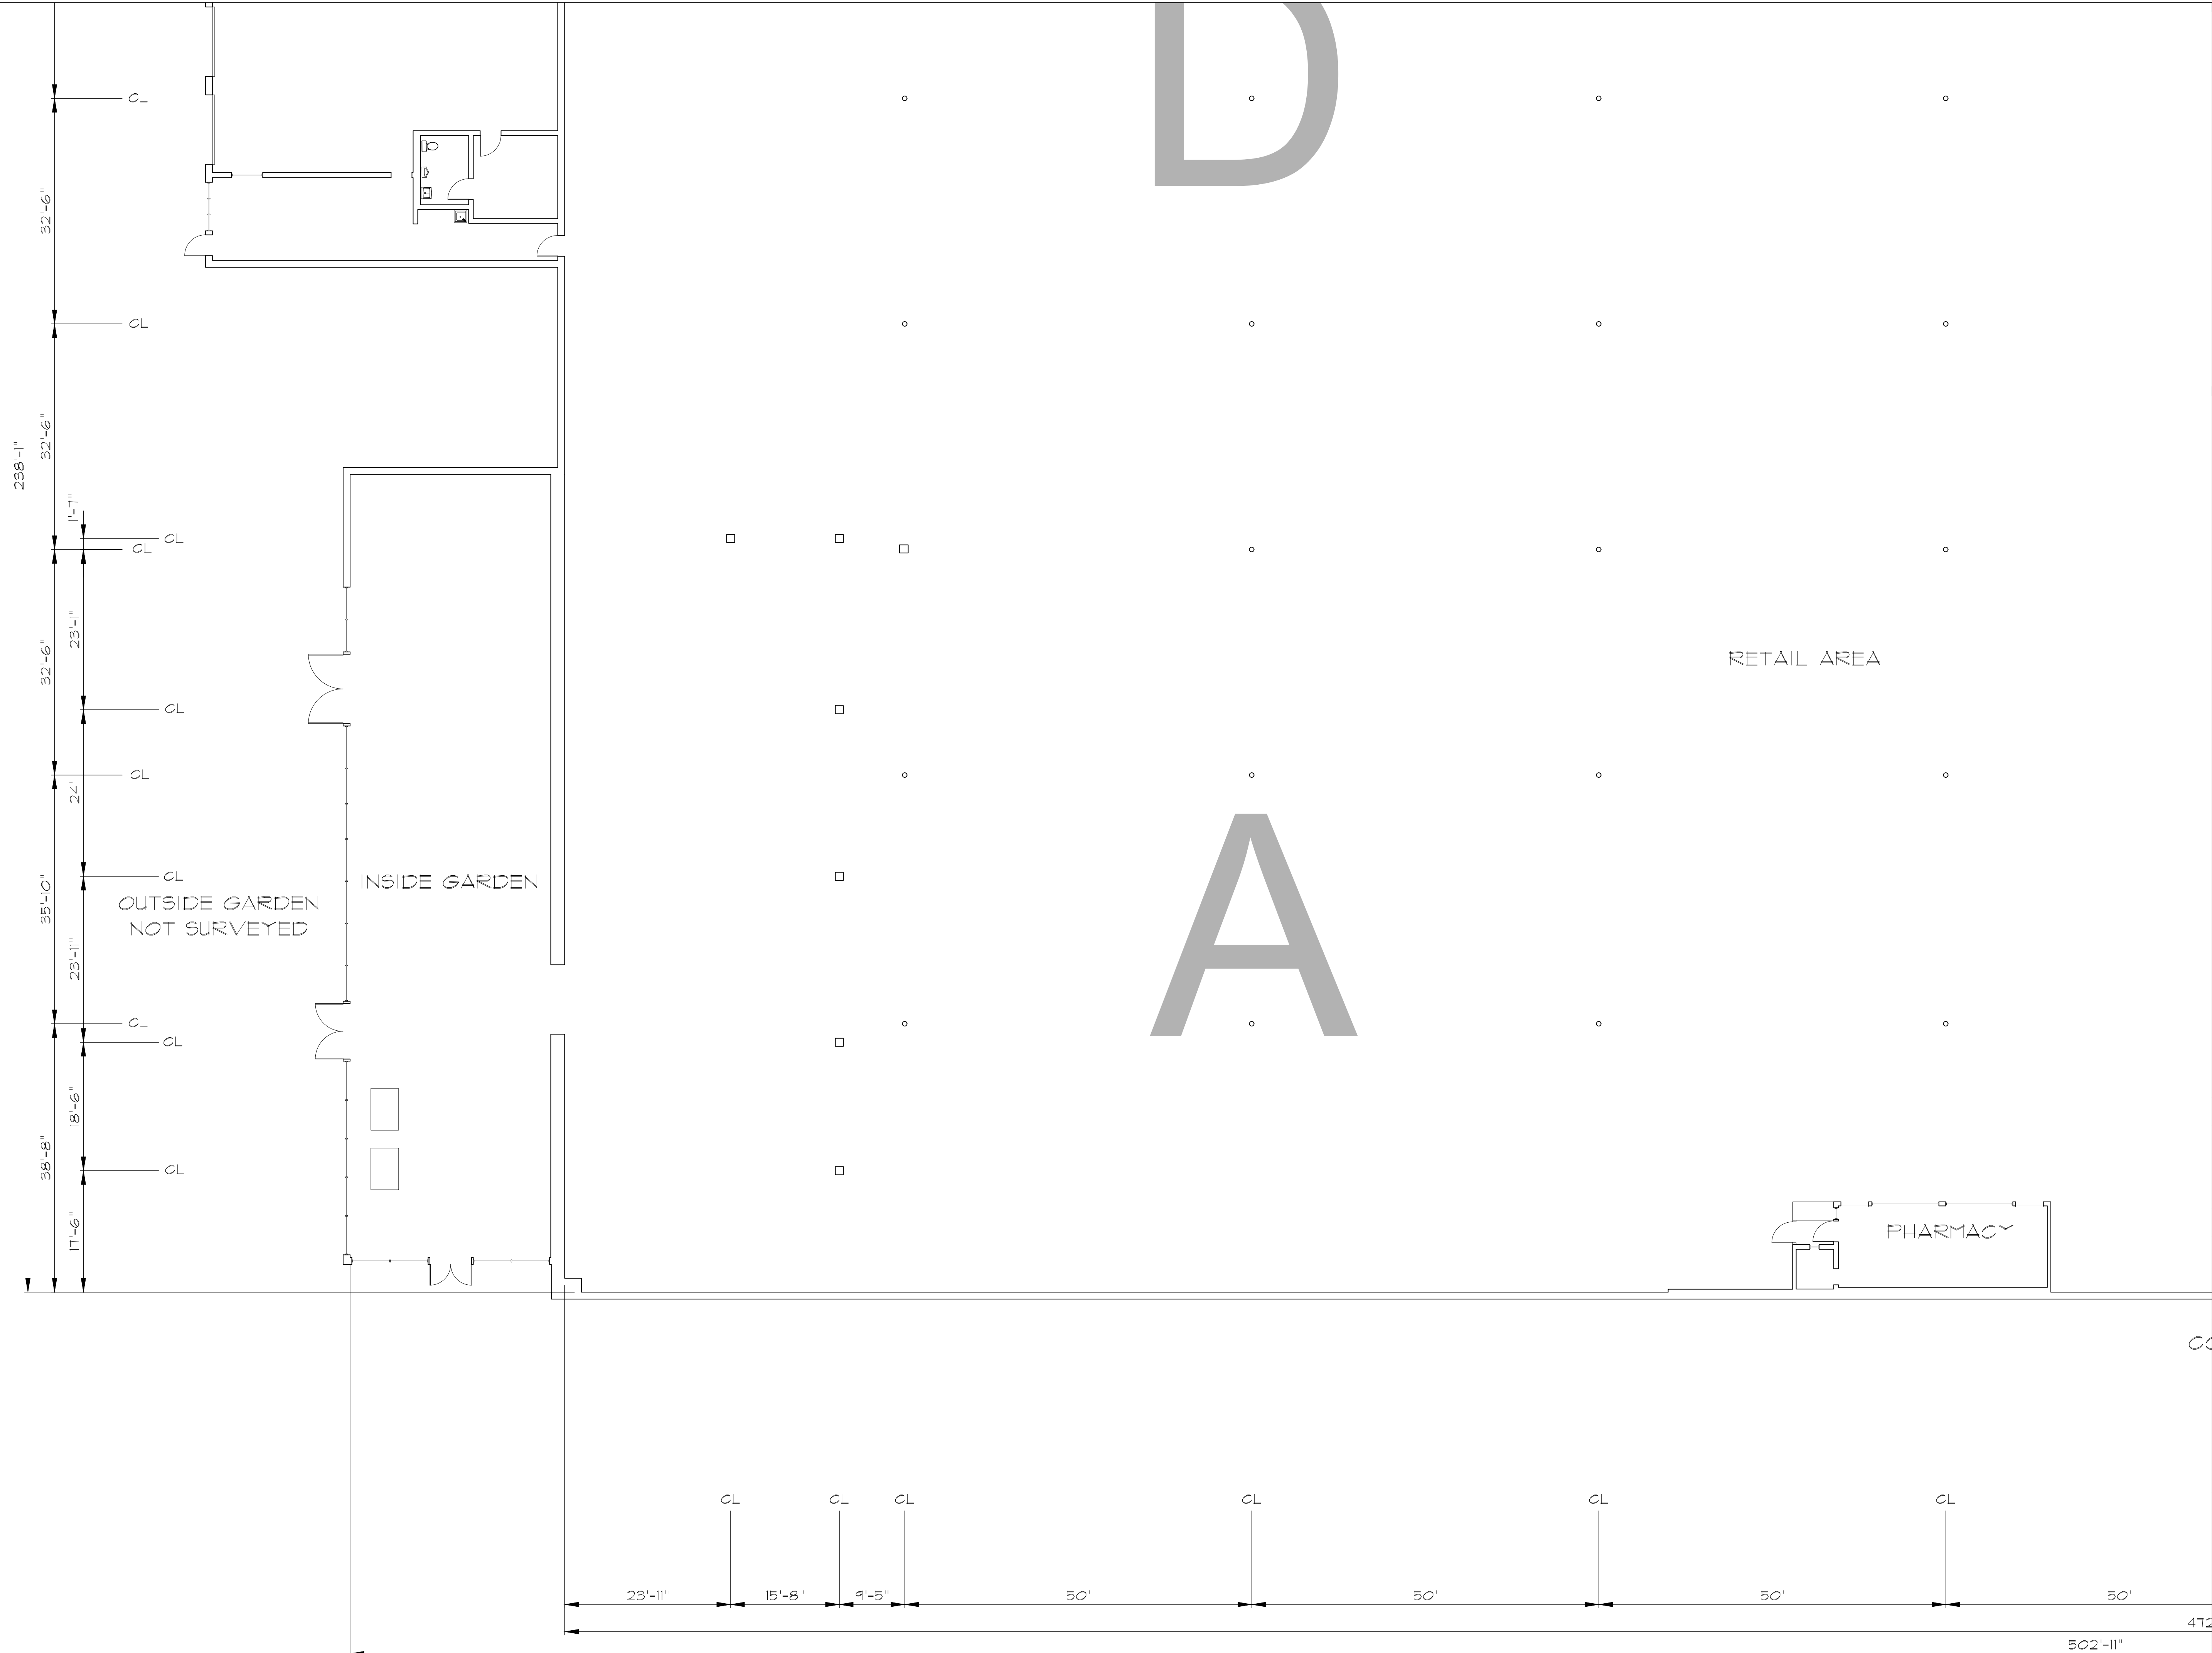 D
CL
32'-6"
CL
32'-6"
238'-1"
1'-7"
CL
CL
23'-1"
32'-6"
RETAIL AREA
CL
CL
24'
A
CL
INSIDE GARDEN
35'-10"
OUTSIDE GARDEN
NOT SURVEYED
23'-11"
CL
CL
18'-6"
38'-8"
CL
17'-6"
PHARMACY
CL
CL
CL
CL
CL
CL
23'-11"
15'-8"
9'-5"
50'
50'
50'
50'
472
502'-11"